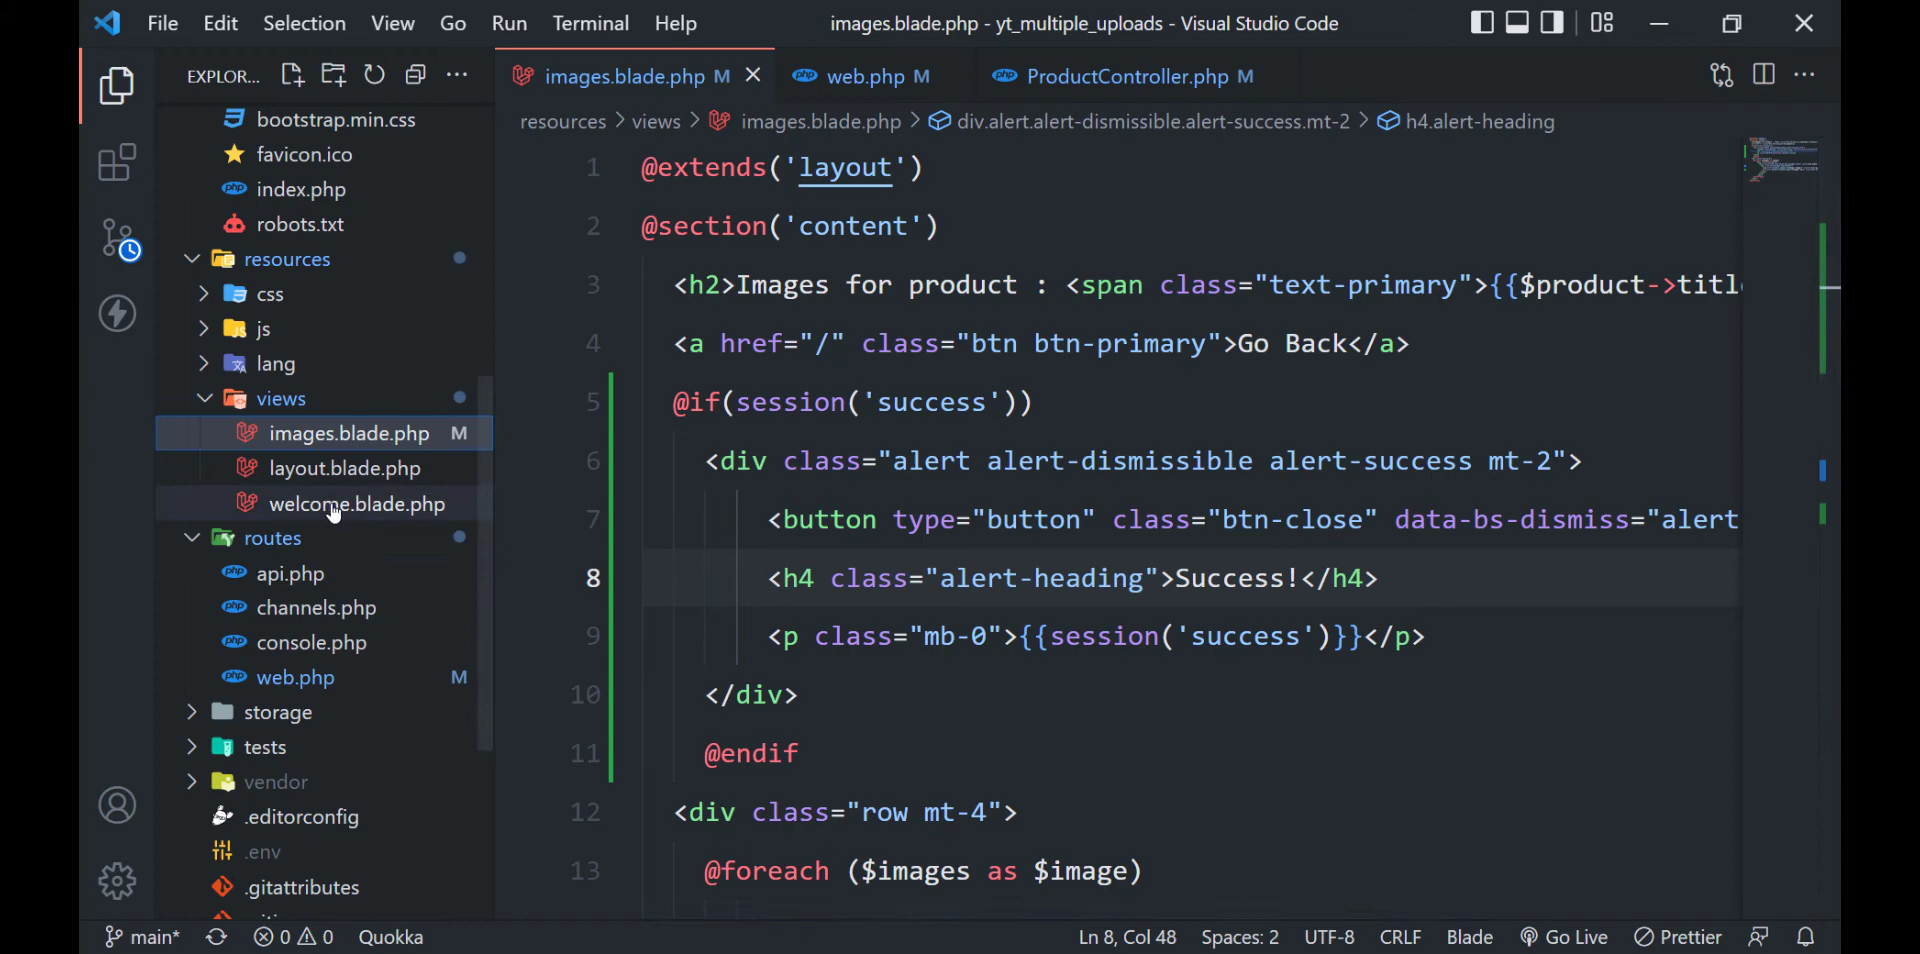 File Edit Selection View Go Run Terminal Help images.blade.php - yt_multiple_uploads - Visual Studio Code
EXPLOR... ···
images.blade.php M
web.php M
ProductController.php M
resources > views > images.blade.php > div.alert.alert-dismissible.alert-success.mt-2 > h4.alert-heading
bootstrap.min.css
favicon.ico
index.php
robots.txt
resources
css
js
lang
views
images.blade.php M
layout.blade.php
welcome.blade.php
routes
api.php
channels.php
console.php
web.php M
storage
tests
vendor
.editorconfig
.env
.gitattributes
1 @extends('layout')
2 @section('content')
3 <h2>Images for product : <span class="text-primary">{{$product->titl
4 <a href="/" class="btn btn-primary">Go Back</a>
5 @if(session('success'))
6 <div class="alert alert-dismissible alert-success mt-2">
7 <button type="button" class="btn-close" data-bs-dismiss="alert
8 <h4 class="alert-heading">Success!</h4>
9 <p class="mb-0">{{session('success')}}</p>
10 </div>
11 @endif
12 <div class="row mt-4">
13 @foreach ($images as $image)
main* 0 0 Quokka Ln 8, Col 48 Spaces: 2 UTF-8 CRLF Blade Go Live Prettier